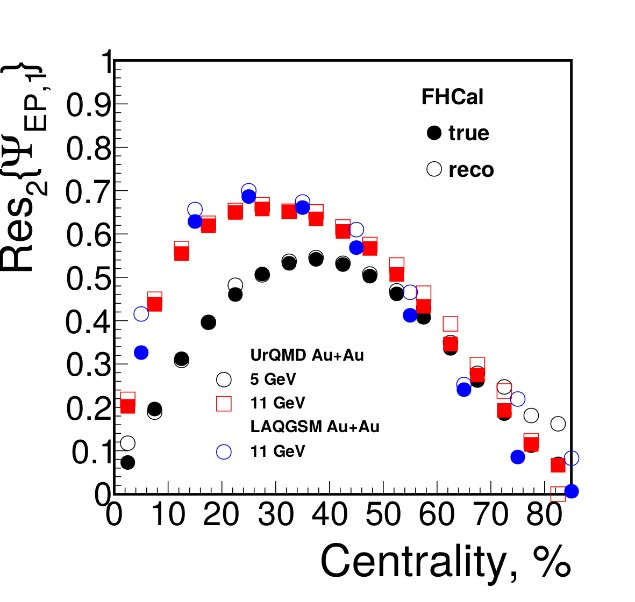 Res₂{Ψ_EP,1}
1
0.9
0.8
0.7
0.6
0.5
0.4
0.3
0.2
0.1
0
FHCal
true
reco
UrQMD Au+Au
5 GeV
11 GeV
LAQGSM Au+Au
11 GeV
0 10 20 30 40 50 60 70 80
Centrality, %